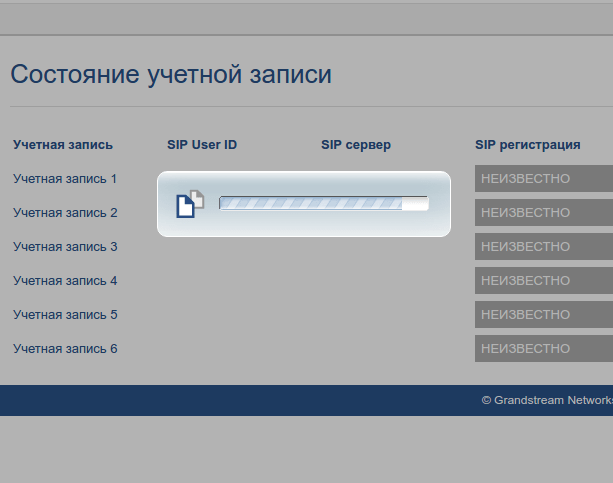 Состояние учетной записи
Учетная запись SIP User ID SIP сервер SIP регистрация
Учетная запись 1 НЕИЗВЕСТНО
Учетная запись 2 НЕИЗВЕСТНО
Учетная запись 3 НЕИЗВЕСТНО
Учетная запись 4 НЕИЗВЕСТНО
Учетная запись 5 НЕИЗВЕСТНО
Учетная запись 6 НЕИЗВЕСТНО
© Grandstream Networks